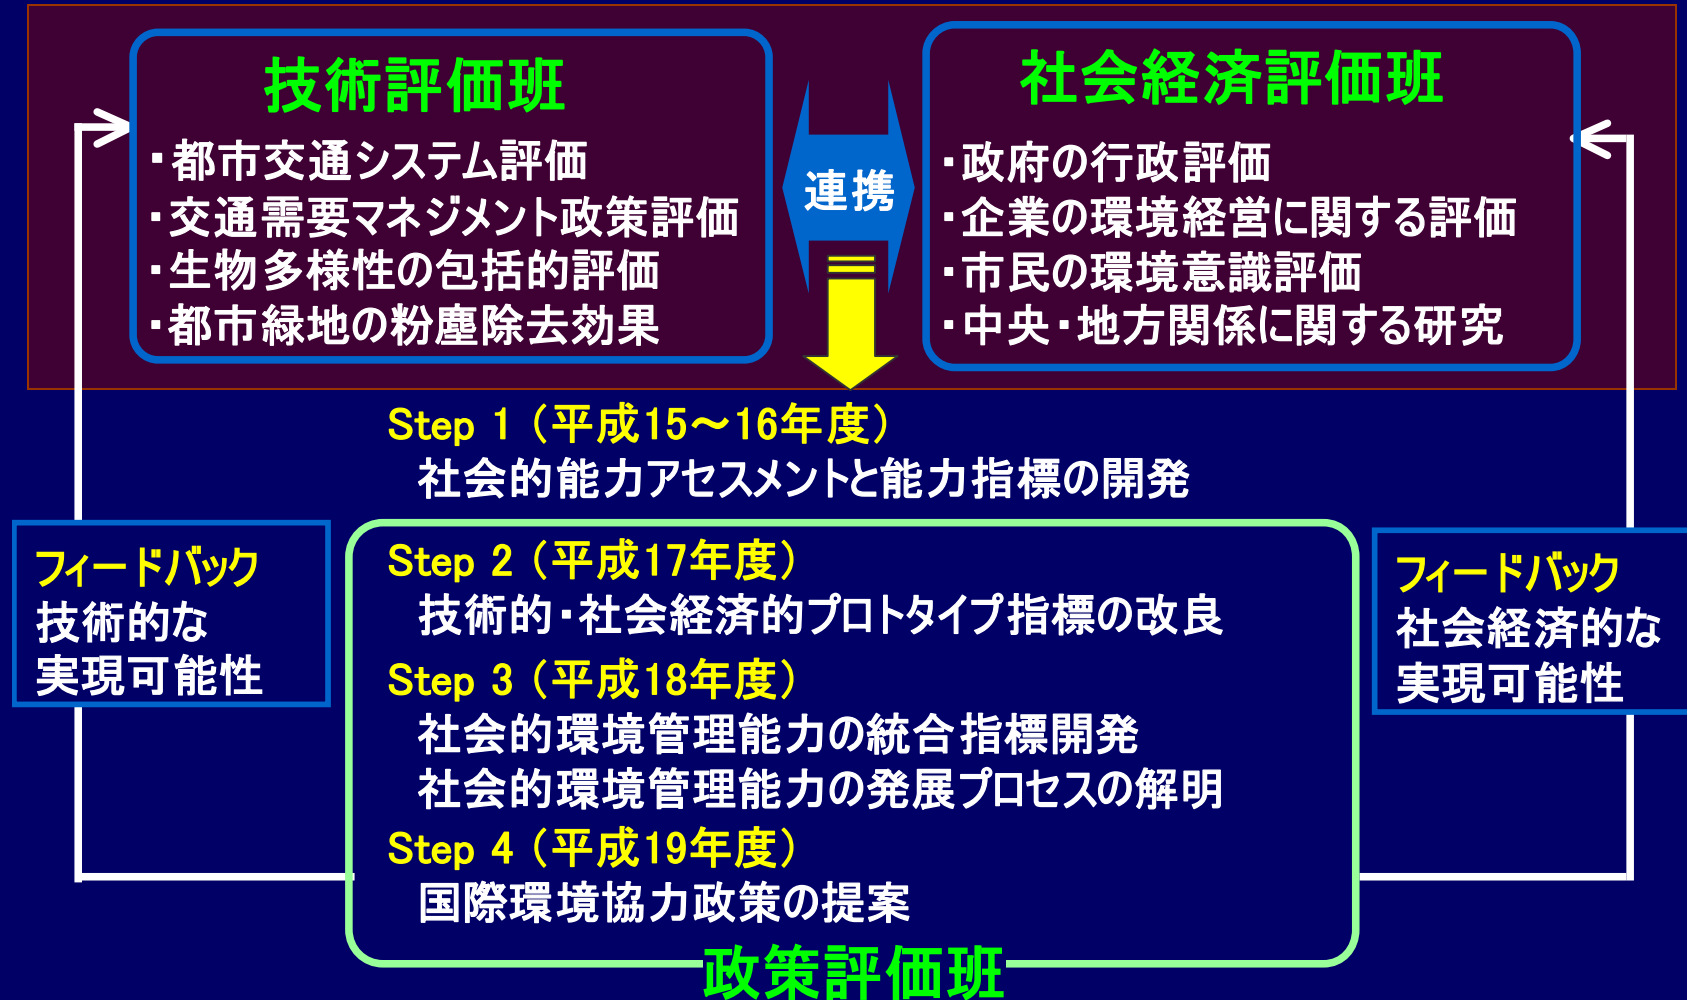 技術評価班
・都市交通システム評価
・交通需要マネジメント政策評価
・生物多様性の包括的評価
・都市緑地の粉塵除去効果
連携
社会経済評価班
・政府の行政評価
・企業の環境経営に関する評価
・市民の環境意識評価
・中央・地方関係に関する研究
Step 1（平成15～16年度）
社会的能力アセスメントと能力指標の開発
フィードバック
技術的な
実現可能性
Step 2（平成17年度）
技術的・社会経済的プロトタイプ指標の改良
Step 3（平成18年度）
社会的環境管理能力の統合指標開発
社会的環境管理能力の発展プロセスの解明
Step 4（平成19年度）
国際環境協力政策の提案
政策評価班
フィードバック
社会経済的な
実現可能性